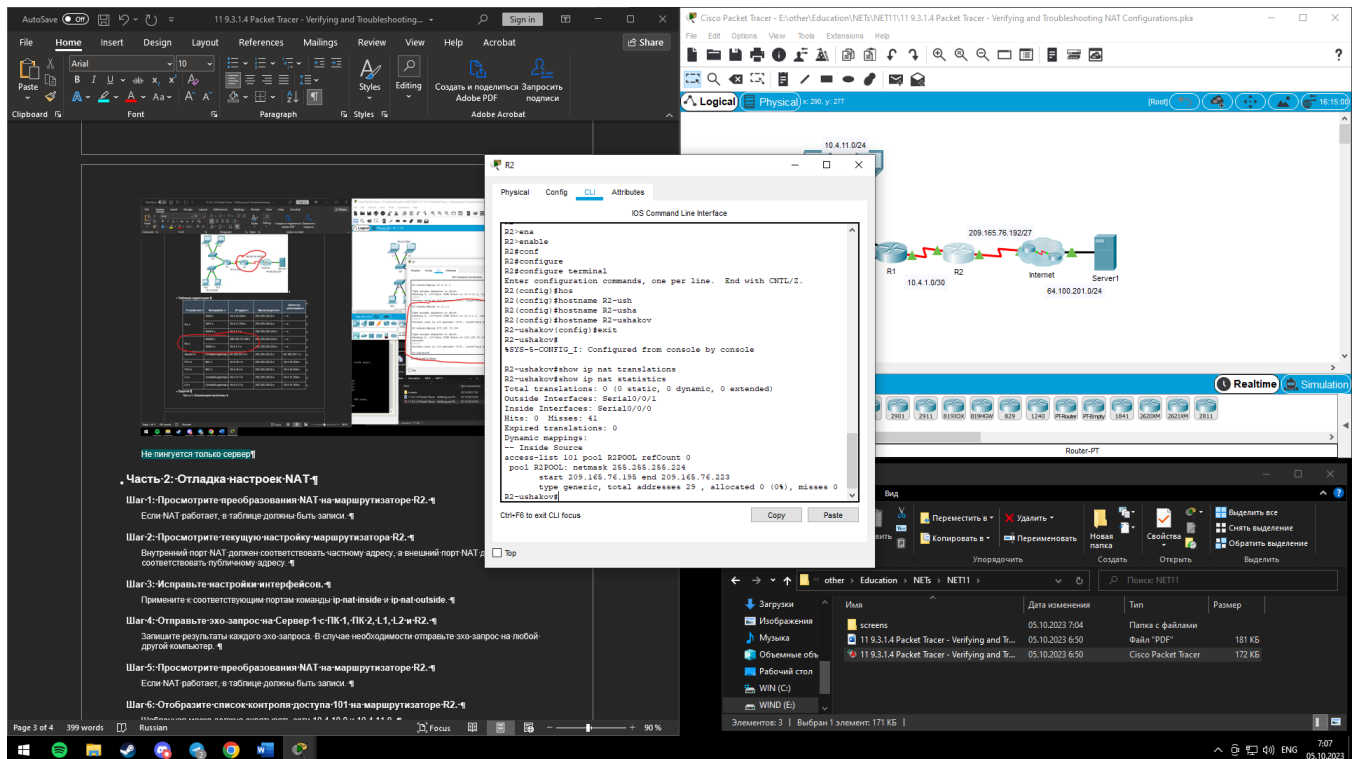 AutoSave Off
11 9.3.1.4 Packet Tracer - Verifying and Troubleshooting...
Sign in
File Home Insert Design Layout References Mailings Review View Help Acrobat
Share
Paste
Arial
10
Styles
Editing
Создать и поделиться Adobe PDF
Запросить подписи
Clipboard
Font
Paragraph
Styles
Adobe Acrobat
Не·пингуется·только·сервер¶
Часть·2:·Отладка·настроек·NAT·¶
Шаг·1:·Просмотрите·преобразования·NAT·на·маршрутизаторе·R2.·¶
Если·NAT·работает,·в·таблице·должны·быть·записи.·¶
Шаг·2:·Просмотрите·текущую·настройку·маршрутизатора·R2.·¶
Внутренний·порт·NAT·должен·соответствовать·частному·адресу,·а·внешний·порт·NAT·д
соответствовать·публичному·адресу.·¶
Шаг·3:·Исправьте·настройки·интерфейсов.·¶
Примените·к·соответствующим·портам·команды·ip·nat·inside·и·ip·nat·outside.·¶
Шаг·4:·Отправьте·эхо-запрос·на·Сервер·1·с·ПК-1,·ПК-2,·L1,·L2·и·R2.·¶
Запишите·результаты·каждого·эхо-запроса.·В·случае·необходимости·отправьте·эхо-запрос·на·любой·
другой·компьютер.·¶
Шаг·5:·Просмотрите·преобразования·NAT·на·маршрутизаторе·R2.·¶
Если·NAT·работает,·в·таблице·должны·быть·записи.·¶
Шаг·6:·Отобразите·список·контроля·доступа·101·на·маршрутизаторе·R2.·¶
Page 3 of 4 399 words Russian
Focus
90 %
R2
Physical Config CLI Attributes
IOS Command Line Interface
R2>ena
R2>enable
R2#conf
R2#configure
R2#configure terminal
Enter configuration commands, one per line. End with CNTL/Z.
R2(config)#hos
R2(config)#hostname R2-ush
R2(config)#hostname R2-usha
R2(config)#hostname R2-ushakov
R2-ushakov(config)#exit
R2-ushakov#
%SYS-5-CONFIG_I: Configured from console by console
R2-ushakov#show ip nat translations
R2-ushakov#show ip nat statistics
Total translations: 0 (0 static, 0 dynamic, 0 extended)
Outside Interfaces: Serial0/0/1
Inside Interfaces: Serial0/0/0
Hits: 0 Misses: 41
Expired translations: 0
Dynamic mappings:
-- Inside Source
access-list 101 pool R2POOL refCount 0
pool R2POOL: netmask 255.255.255.224
start 209.165.76.195 end 209.165.76.223
type generic, total addresses 29 , allocated 0 (0%), misses 0
R2-ushakov#
Ctrl+F6 to exit CLI focus
Copy
Paste
Top
Cisco Packet Tracer - E:\other\Education\NETs\NET11\11 9.3.1.4 Packet Tracer - Verifying and Troubleshooting NAT Configurations.pka
File Edit Options View Tools Extensions Help
?
Logical
Physical
x: 290, y: 277
[Root]
16:15:00
10.4.11.0/24
209.165.76.192/27
R1
R2
Internet
Server1
10.4.1.0/30
64.100.201.0/24
Realtime
Simulation
2901 2911 819IOX 819HGW 829 1240 PT-Router PT-Empty 1841 2620XM 2621XM 2811
Router-PT
Вид
Переместить в
Удалить
Копировать в
Переименовать
Новая папка
Свойства
Выделить все
Снять выделение
Обратить выделение
Упорядочить
Создать
Открыть
Выделить
other › Education › NETs › NET11 ›
Поиск: NET11
Загрузки
Изображения
Музыка
Объемные объ
Рабочий стол
WIN (C:)
WIND (E:)
Имя Дата изменения Тип Размер
screens 05.10.2023 7:04 Папка с файлами
11 9.3.1.4 Packet Tracer - Verifying and Tr... 05.10.2023 6:50 Файл "PDF" 181 КБ
11 9.3.1.4 Packet Tracer - Verifying and Tr... 05.10.2023 6:50 Cisco Packet Tracer 172 КБ
Элементов: 3 | Выбран 1 элемент: 171 КБ |
ENG
7:07
05.10.2023